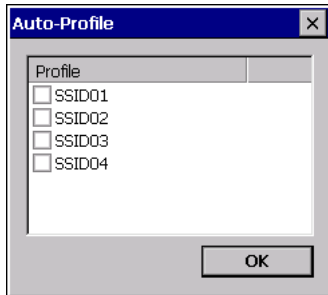 Auto-Profile
Profile
SSID01
SSID02
SSID03
SSID04
OK